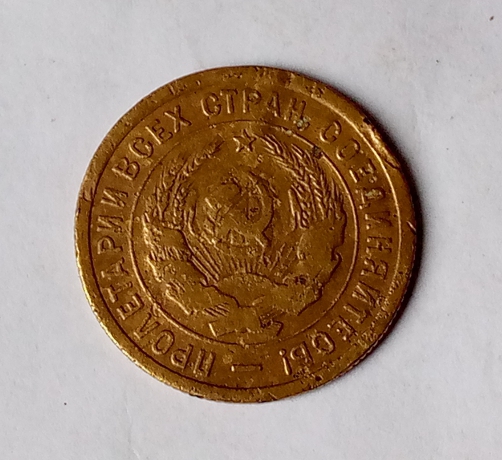 ПРОЛЕТАРИИ ВСЕХ СТРАН, СОЕДИНЯЙТЕСЬ! –